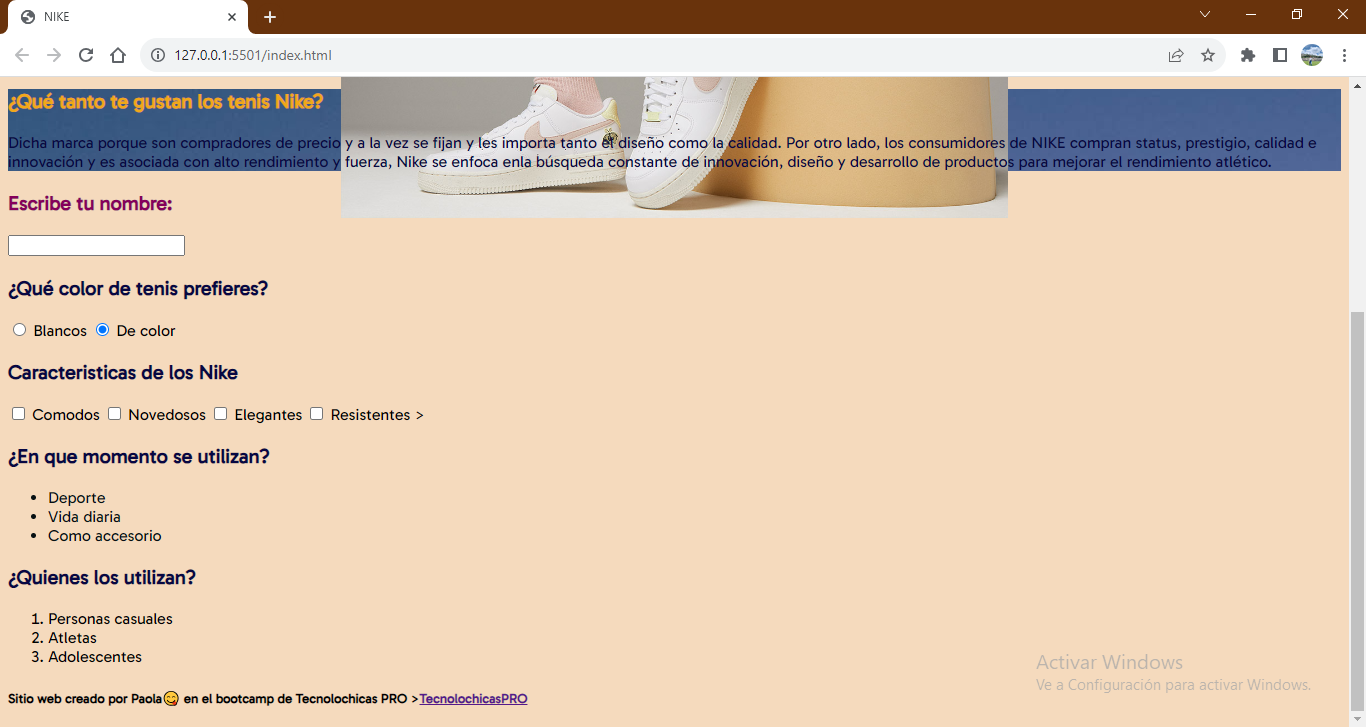 NIKE
127.0.0.1:5501/index.html
¿Qué tanto te gustan los tenis Nike?
Dicha marca porque son compradores de precio y a la vez se fijan y les importa tanto el diseño como la calidad. Por otro lado, los consumidores de NIKE compran status, prestigio, calidad e
innovación y es asociada con alto rendimiento y fuerza, Nike se enfoca enla búsqueda constante de innovación, diseño y desarrollo de productos para mejorar el rendimiento atlético.
Escribe tu nombre:
¿Qué color de tenis prefieres?
Blancos De color
Caracteristicas de los Nike
Comodos Novedosos Elegantes Resistentes >
¿En que momento se utilizan?
• Deporte
• Vida diaria
• Como accesorio
¿Quienes los utilizan?
1. Personas casuales
2. Atletas
3. Adolescentes
Activar Windows
Ve a Configuración para activar Windows.
Sitio web creado por Paola😋 en el bootcamp de Tecnolochicas PRO >TecnolochicasPRO